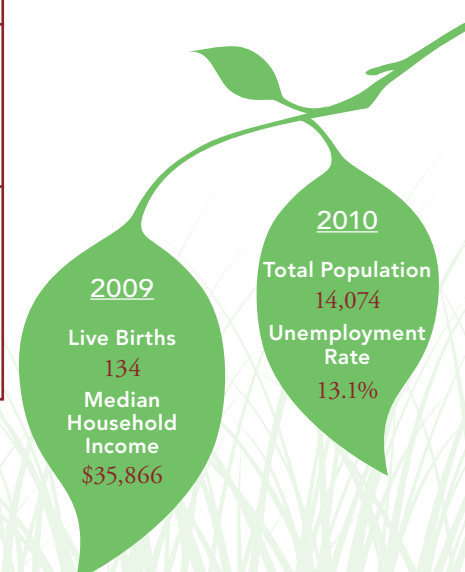 2009
Live Births
134
Median
Household
Income
$35,866
2010
Total Population
14,074
Unemployment
Rate
13.1%